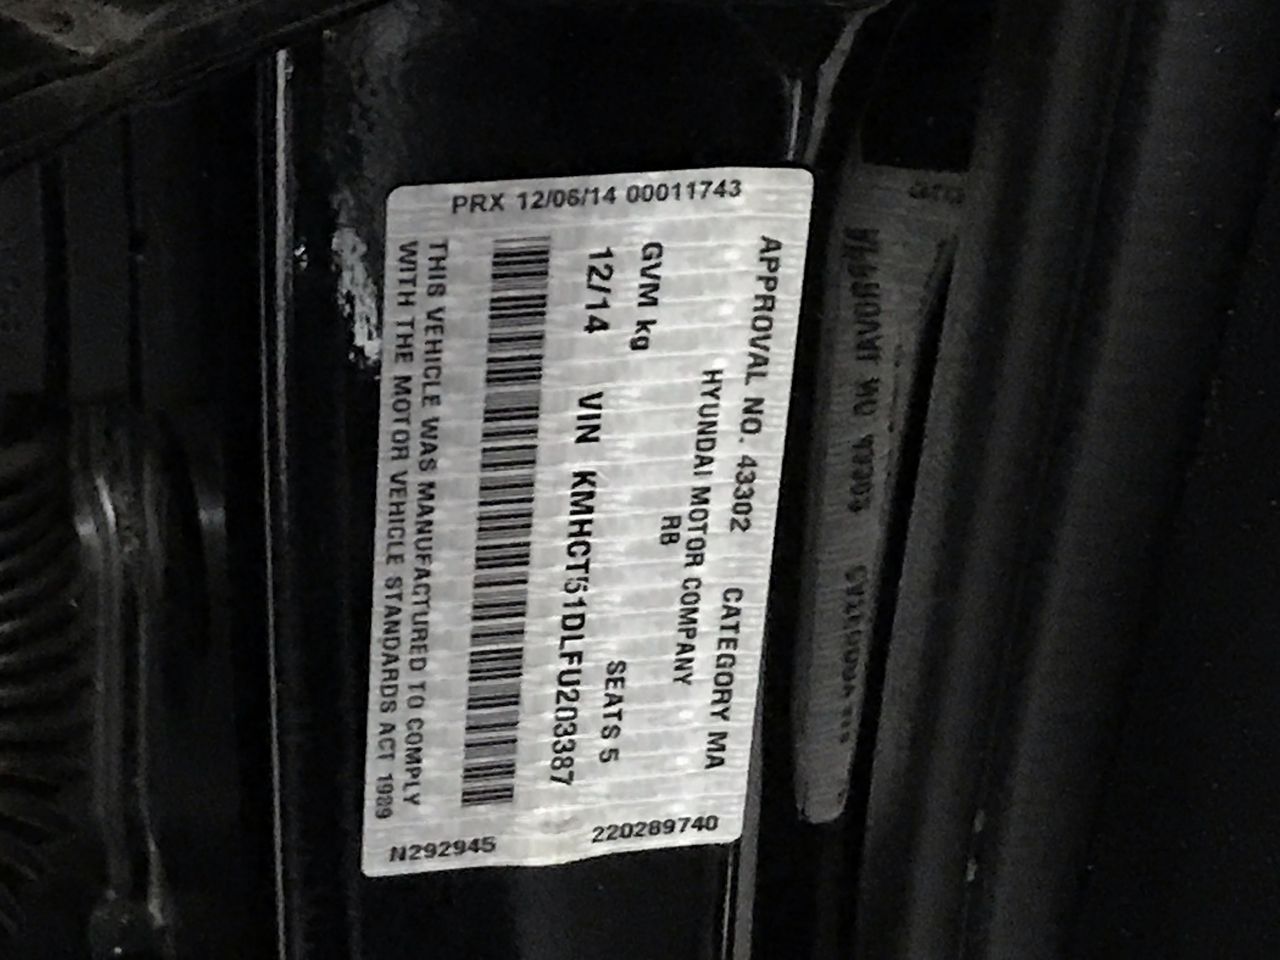 PRX 12/06/14 00011743
APPROVAL NO. 43302 CATEGORY MA
HYUNDAI MOTOR COMPANY
RB
GVM kg SEATS 5
12/14 VIN KMHCT51DLFU203387
THIS VEHICLE WAS MANUFACTURED TO COMPLY
WITH THE MOTOR VEHICLE STANDARDS ACT 1989
N292945 220289740